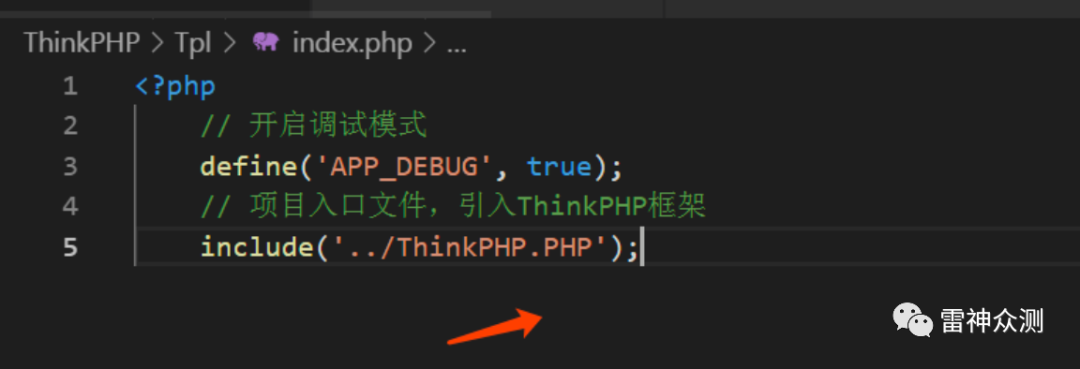 ThinkPHP > Tpl > index.php > ...
1 <?php
2 // 开启调试模式
3 define('APP_DEBUG', true);
4 // 项目入口文件，引入ThinkPHP框架
5 include('../ThinkPHP.PHP');
雷神众测